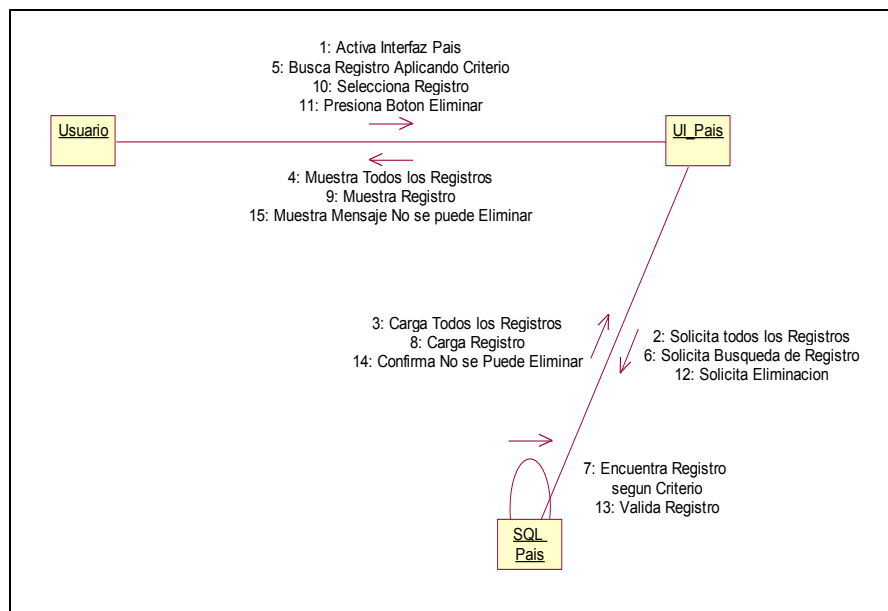 1: Activa Interfaz Pais
5: Busca Registro Aplicando Criterio
10: Selecciona Registro
11: Presiona Boton Eliminar
Usuario
UI_Pais
4: Muestra Todos los Registros
9: Muestra Registro
15: Muestra Mensaje No se puede Eliminar
3: Carga Todos los Registros
8: Carga Registro
14: Confirma No se Puede Eliminar
2: Solicita todos los Registros
6: Solicita Busqueda de Registro
12: Solicita Eliminacion
7: Encuentra Registro
segun Criterio
13: Valida Registro
SQL_
Pais